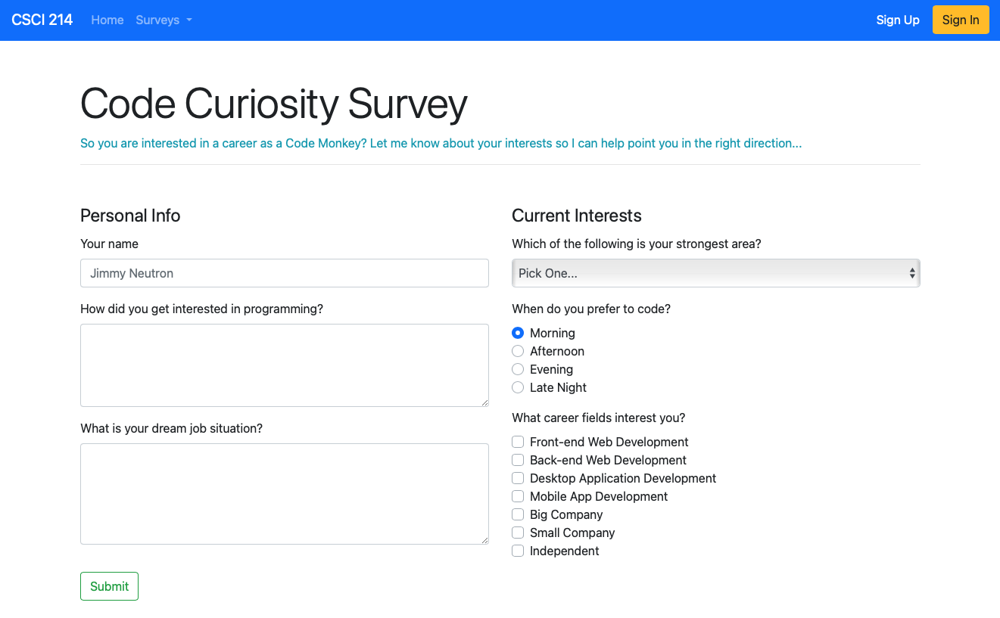 CSCI 214 Home Surveys Sign Up Sign In
Code Curiosity Survey
So you are interested in a career as a Code Monkey? Let me know about your interests so I can help point you in the right direction...
Personal Info
Your name
Jimmy Neutron
How did you get interested in programming?
What is your dream job situation?
Submit
Current Interests
Which of the following is your strongest area?
Pick One...
When do you prefer to code?
Morning
Afternoon
Evening
Late Night
What career fields interest you?
Front-end Web Development
Back-end Web Development
Desktop Application Development
Mobile App Development
Big Company
Small Company
Independent